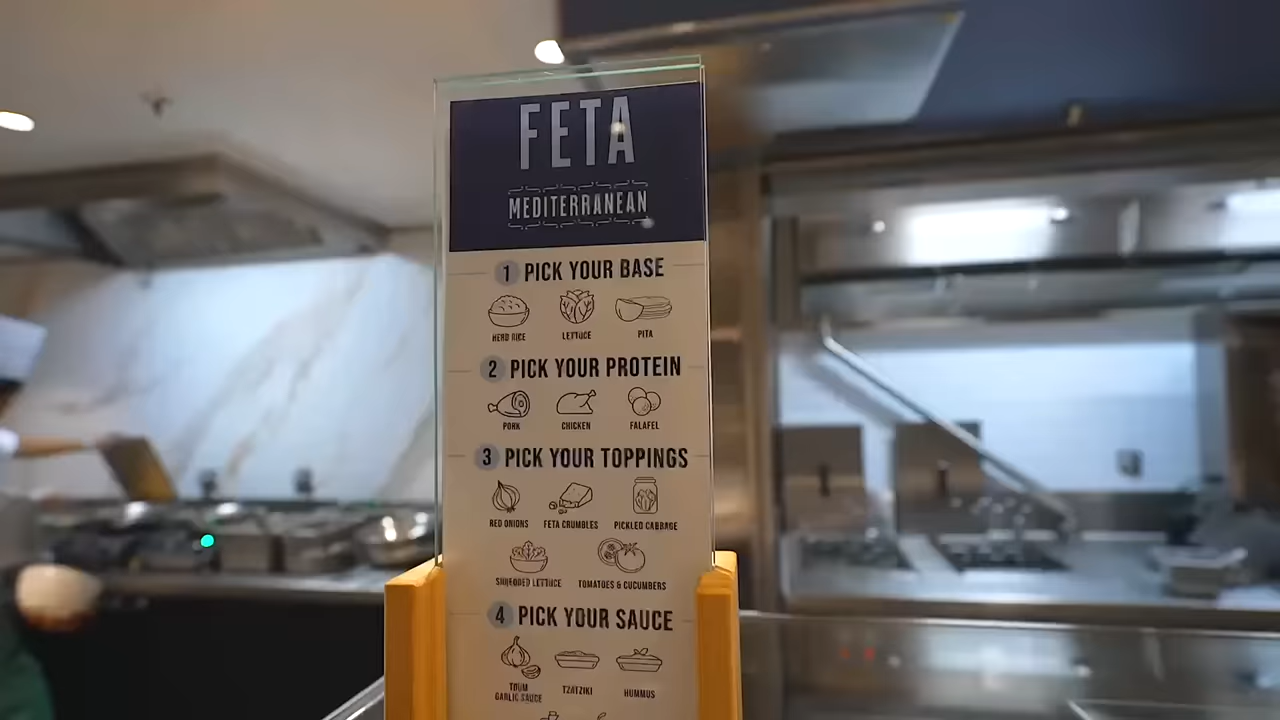 FETA
MEDITERRANEAN
1 PICK YOUR BASE
HERB RICE LETTUCE PITA
2 PICK YOUR PROTEIN
PORK CHICKEN FALAFEL
3 PICK YOUR TOPPINGS
RED ONIONS FETA CRUMBLES PICKLED CABBAGE
SHREDDED LETTUCE TOMATOES & CUCUMBERS
4 PICK YOUR SAUCE
TOUM
GARLIC SAUCE TZATZIKI HUMMUS